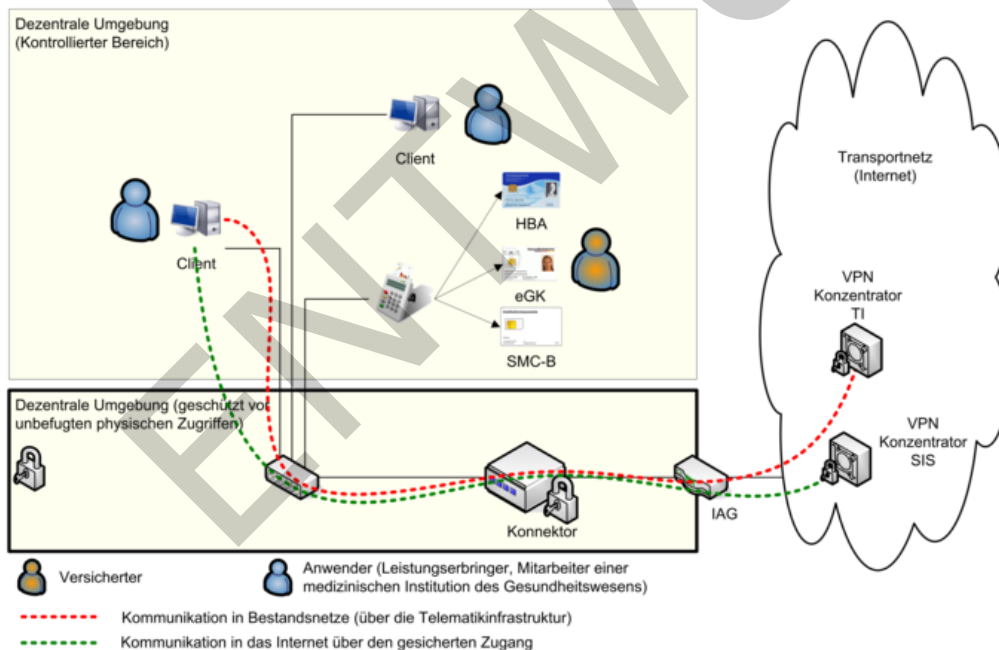 Dezentrale Umgebung
(Kontrollierter Bereich)
Client
Client
HBA
eGK
SMC-B
Transportnetz
(Internet)
VPN
Konzentrator
TI
VPN
Konzentrator
SIS
Dezentrale Umgebung (geschützt vor
unbefugten physischen Zugriffen)
Konnektor
IAG
Versicherter
Anwender (Leistungserbringer, Mitarbeiter einer
medizinischen Institution des Gesundheitswesens)
Kommunikation in Bestandsnetze (über die Telematikinfrastruktur)
Kommunikation in das Internet über den gesicherten Zugang
ENTW